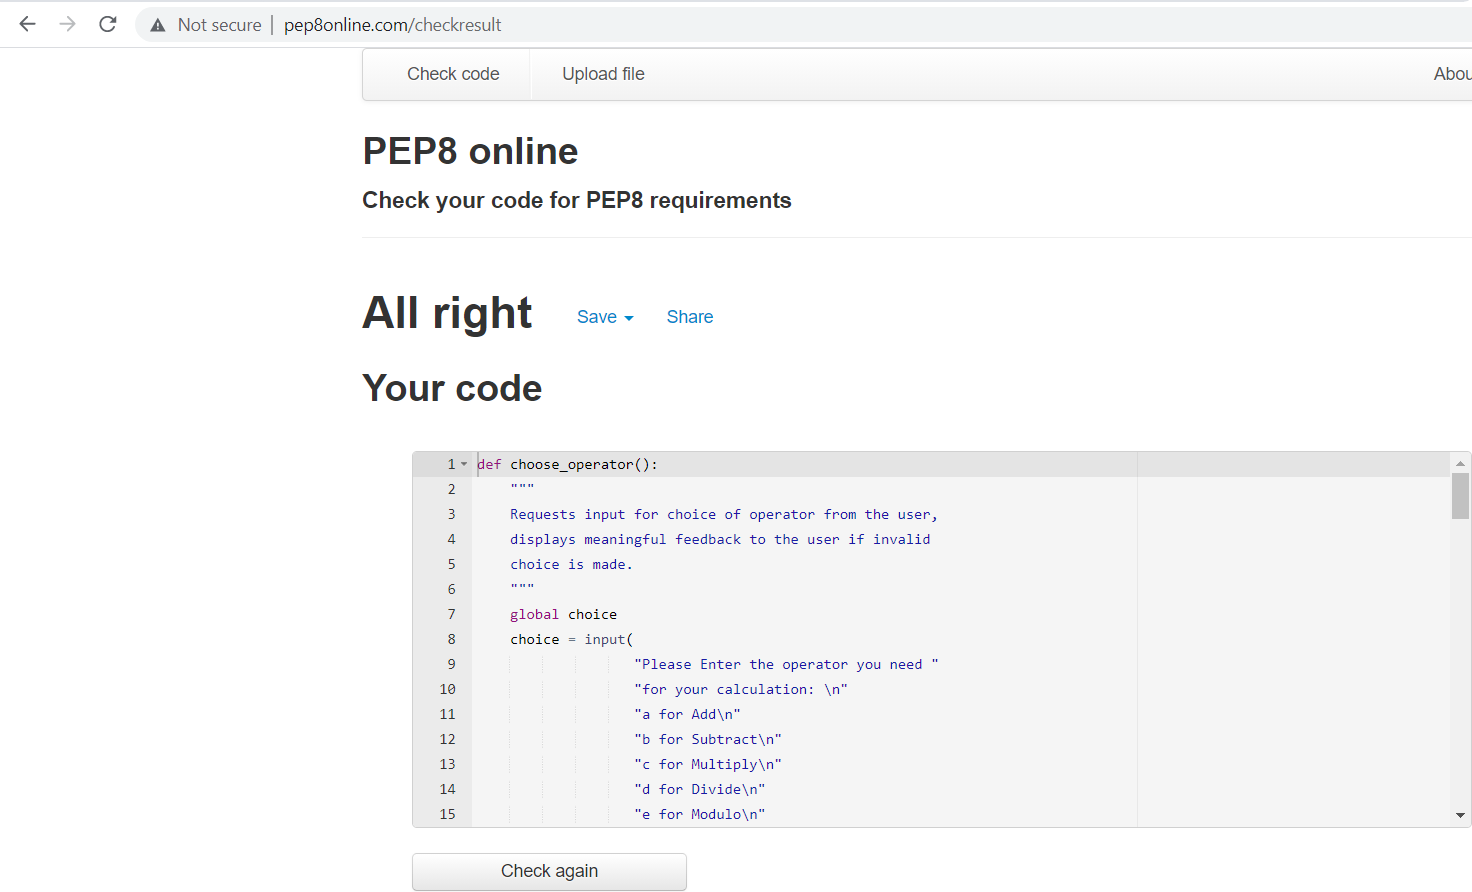 Not secure | pep8online.com/checkresult
Check code Upload file
PEP8 online
Check your code for PEP8 requirements
All right Save Share
Your code
1 def choose_operator():
2 """
3 Requests input for choice of operator from the user,
4 displays meaningful feedback to the user if invalid
5 choice is made.
6 """
7 global choice
8 choice = input(
9 "Please Enter the operator you need "
10 "for your calculation: \n"
11 "a for Add\n"
12 "b for Subtract\n"
13 "c for Multiply\n"
14 "d for Divide\n"
15 "e for Modulo\n"
Check again